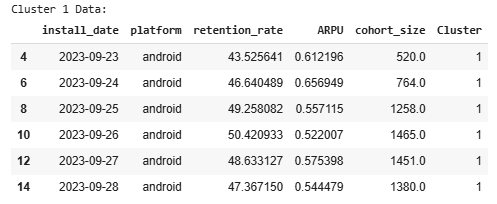 Cluster 1 Data:
install_date platform retention_rate ARPU cohort_size Cluster
4 2023-09-23 android 43.525641 0.612196 520.0 1
6 2023-09-24 android 46.640489 0.656949 764.0 1
8 2023-09-25 android 49.258082 0.557115 1258.0 1
10 2023-09-26 android 50.420933 0.522007 1465.0 1
12 2023-09-27 android 48.633127 0.575398 1451.0 1
14 2023-09-28 android 47.367150 0.544479 1380.0 1